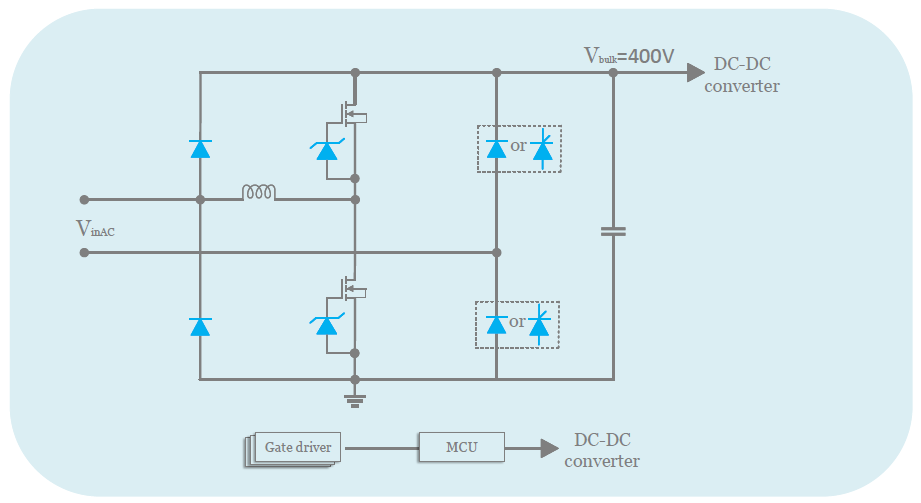 Vbulk=400V
DC-DC
converter
or
VinAC
or
Gate driver
MCU
DC-DC
converter